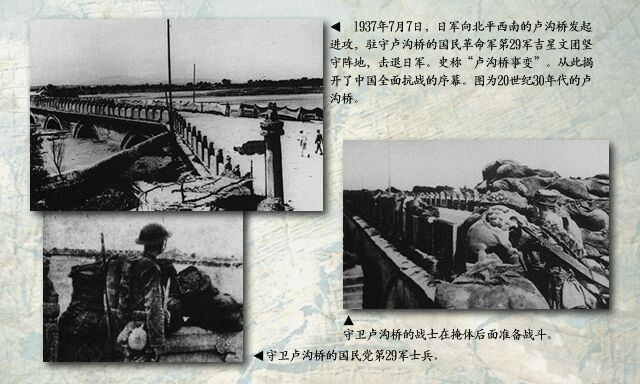 ◀ 1937年7月7日，日军向北平西南的卢沟桥发起
进攻，驻守卢沟桥的国民革命军第29军吉星文团坚
守阵地，击退日军。史称“卢沟桥事变”。从此揭
开了中国全面抗战的序幕。图为20世纪30年代的卢
沟桥。
▲
守卫卢沟桥的战士在掩体后面准备战斗。
◀守卫卢沟桥的国民党第29军士兵。